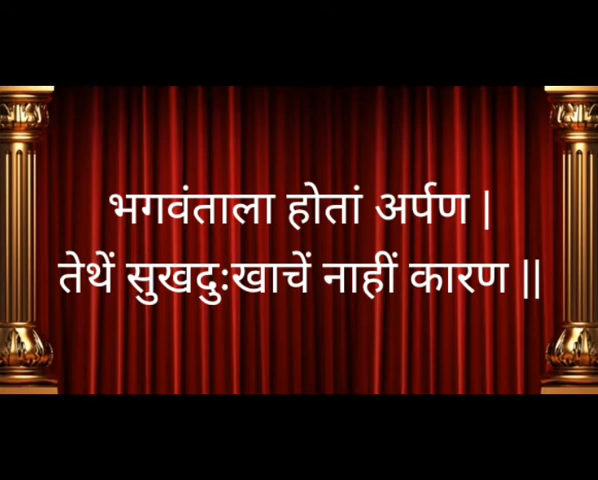 भगवंताला होतां अर्पण |
तेथें सुखदुःखाचें नाहीं कारण ||